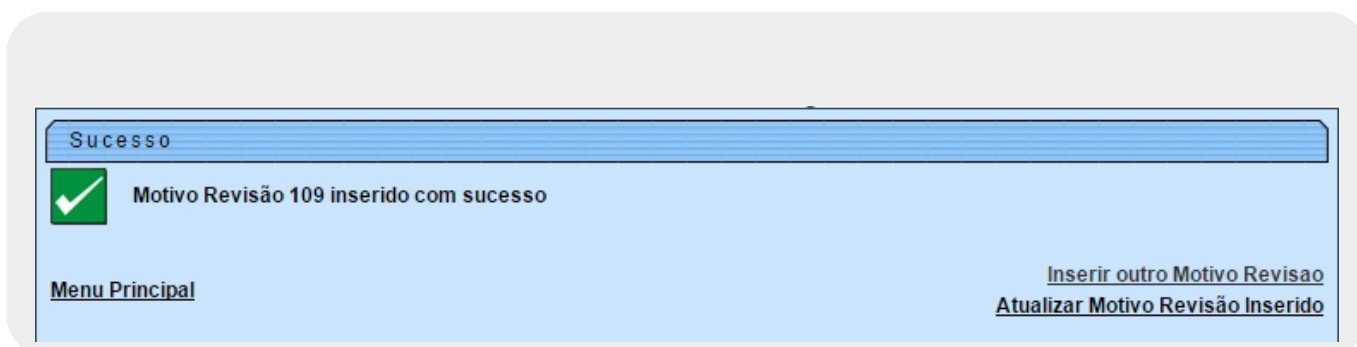 Sucesso
Motivo Revisão 109 inserido com sucesso
Inserir outro Motivo Revisao
Menu Principal
Atualizar Motivo Revisão Inserido